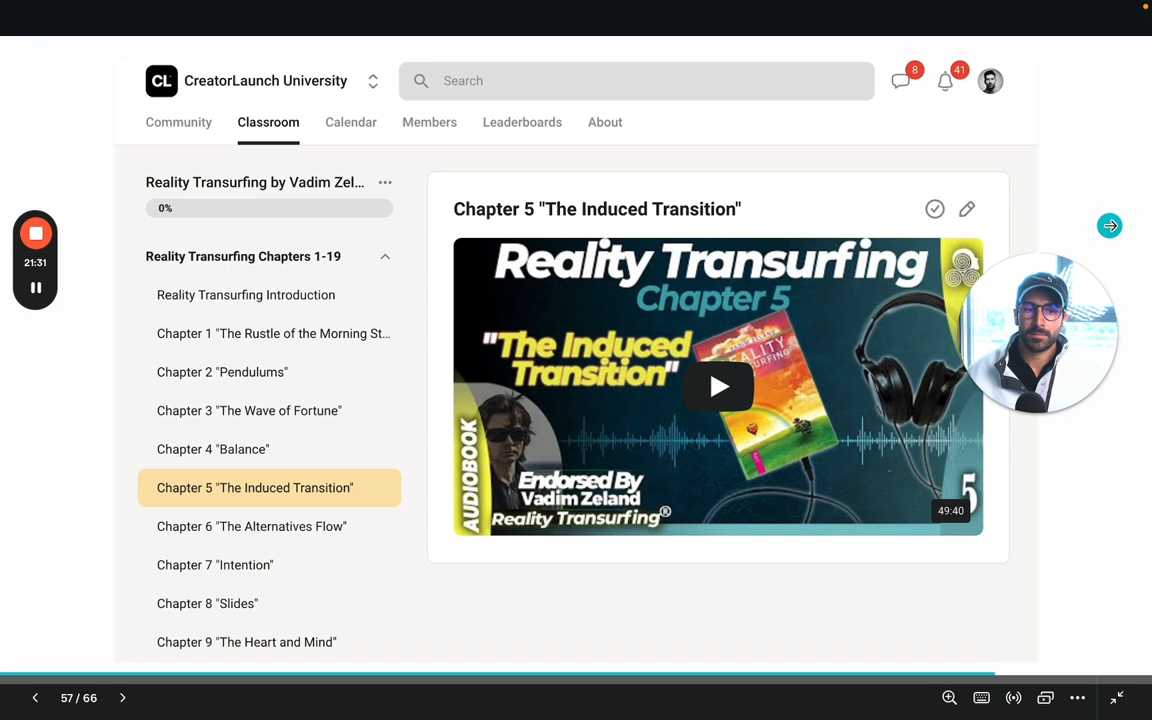 CL CreatorLaunch University
Search
8
41
Community Classroom Calendar Members Leaderboards About
Reality Transurfing by Vadim Zel...
0%
Reality Transurfing Chapters 1-19
Reality Transurfing Introduction
Chapter 1 "The Rustle of the Morning St...
Chapter 2 "Pendulums"
Chapter 3 "The Wave of Fortune"
Chapter 4 "Balance"
Chapter 5 "The Induced Transition"
Chapter 6 "The Alternatives Flow"
Chapter 7 "Intention"
Chapter 8 "Slides"
Chapter 9 "The Heart and Mind"
Chapter 5 "The Induced Transition"
Reality Transurfing
Chapter 5
"The Induced
Transition"
VADIM ZELAND
REALITY
TRANSURFING
AUDIOBOOK
Endorsed By
Vadim Zeland
Reality Transurfing®
5
49:40
21:31
57 / 66